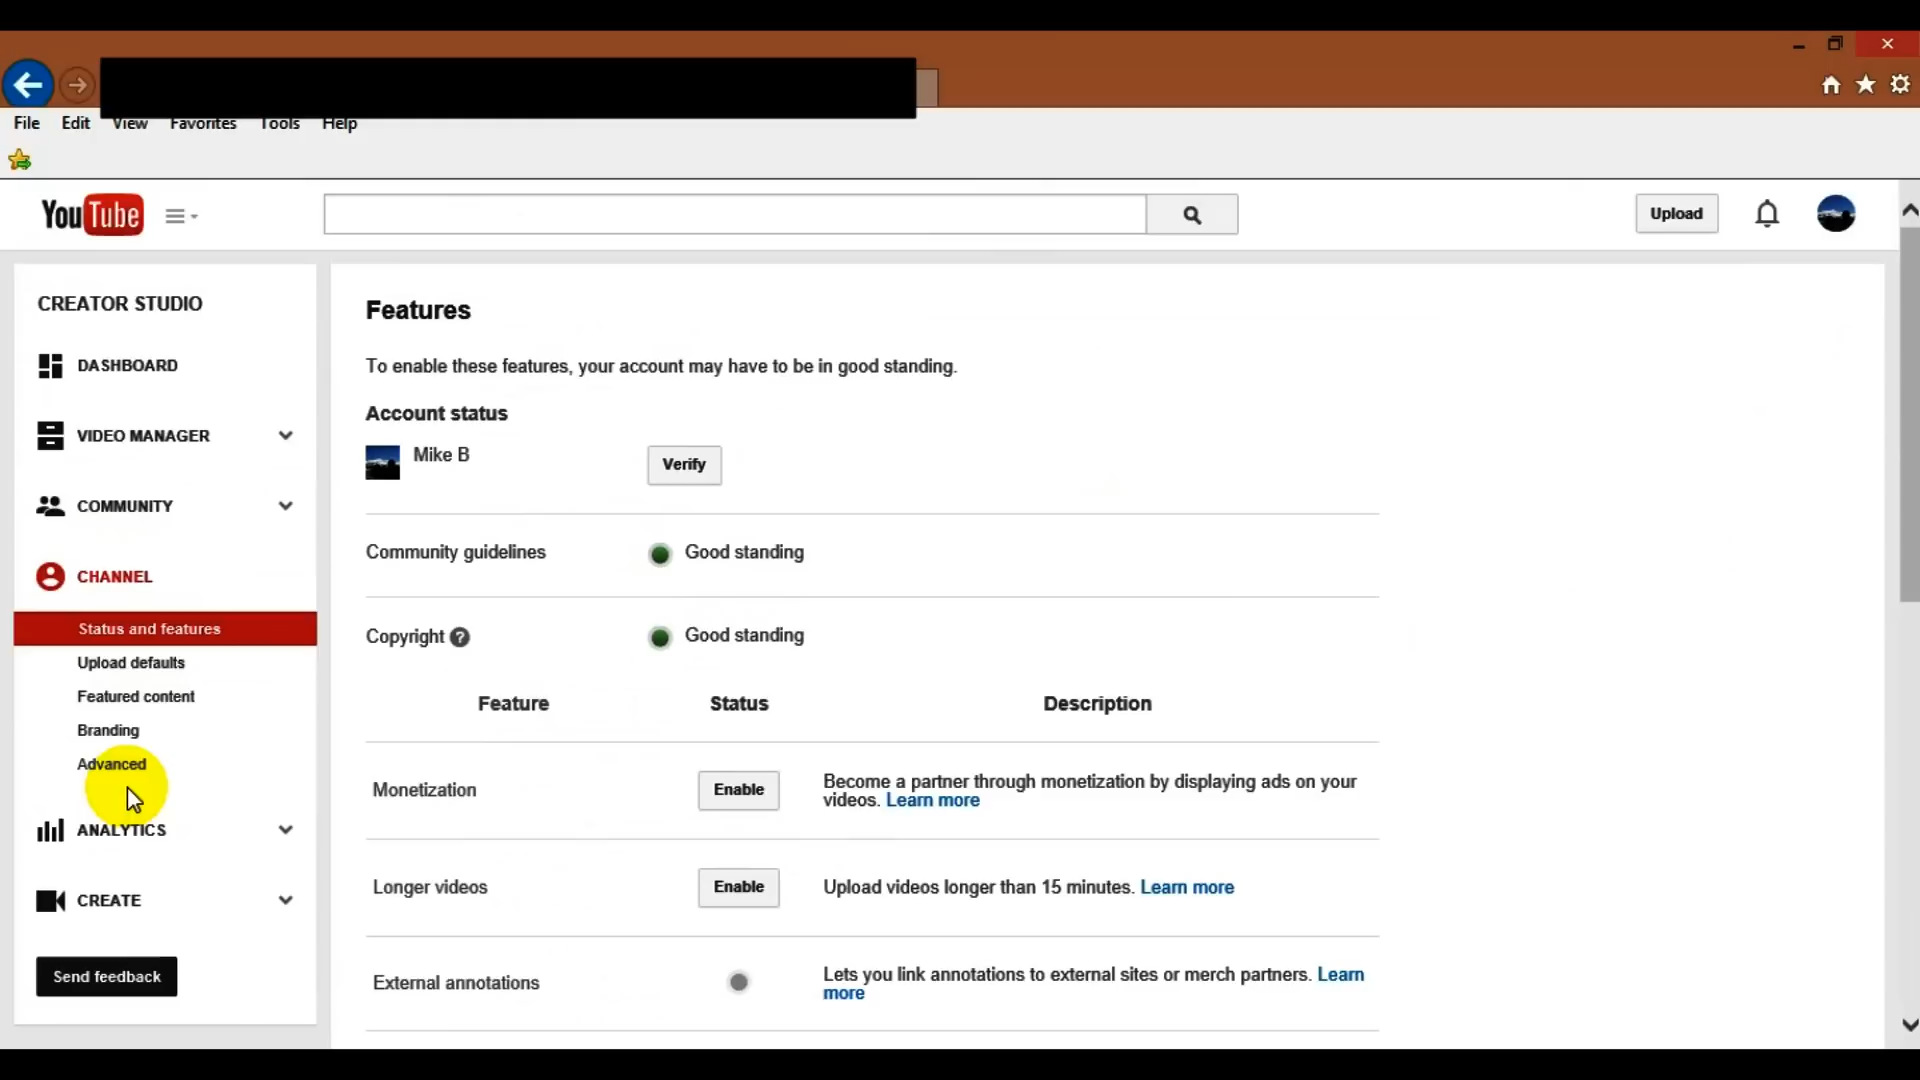 File Edit View Favorites Tools Help
YouTube
Upload
CREATOR STUDIO
DASHBOARD
VIDEO MANAGER
COMMUNITY
CHANNEL
Status and features
Upload defaults
Featured content
Branding
Advanced
ANALYTICS
CREATE
Send feedback
Features
To enable these features, your account may have to be in good standing.
Account status
Mike B Verify
Community guidelines Good standing
Copyright ? Good standing
Feature Status Description
Monetization Enable Become a partner through monetization by displaying ads on your
videos. Learn more
Longer videos Enable Upload videos longer than 15 minutes. Learn more
External annotations Lets you link annotations to external sites or merch partners. Learn
more